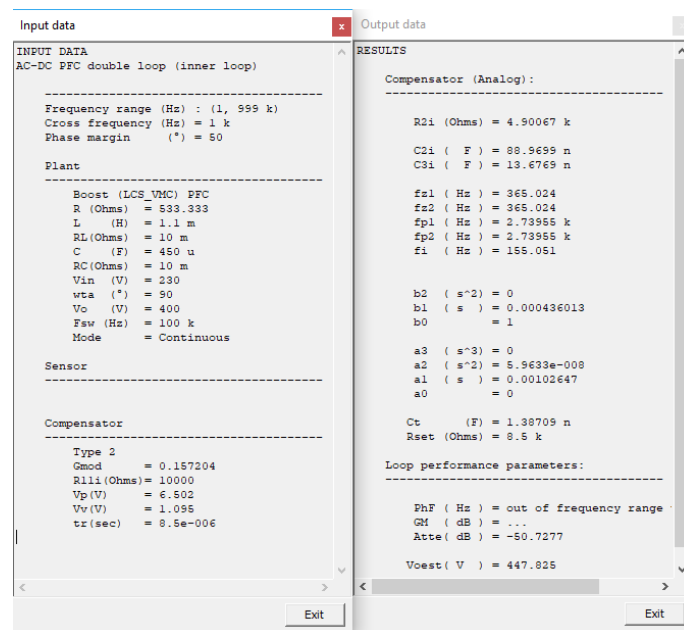 Input data
x
INPUT DATA
AC-DC PFC double loop (inner loop)
---------------------------------------
Frequency range (Hz) : (1, 999 k)
Cross frequency (Hz) = 1 k
Phase margin (°) = 50
Plant
---------------------------------------
Boost (LCS_VMC) PFC
R (Ohms) = 533.333
L (H) = 1.1 m
RL(Ohms) = 10 m
C (F) = 450 u
RC(Ohms) = 10 m
Vin (V) = 230
wta (°) = 90
Vo (V) = 400
Fsw (Hz) = 100 k
Mode = Continuous
Sensor
---------------------------------------
Compensator
---------------------------------------
Type 2
Gmod = 0.157204
R11i(Ohms)= 10000
Vp(V) = 6.502
Vv(V) = 1.095
tr(sec) = 8.5e-006
Exit
Output data
RESULTS
Compensator (Analog):
---------------------------------------
R2i (Ohms) = 4.90067 k
C2i ( F ) = 88.9699 n
C3i ( F ) = 13.6769 n
fz1 ( Hz ) = 365.024
fz2 ( Hz ) = 365.024
fp1 ( Hz ) = 2.73955 k
fp2 ( Hz ) = 2.73955 k
fi ( Hz ) = 155.051
b2 ( s^2) = 0
b1 ( s ) = 0.000436013
b0 = 1
a3 ( s^3) = 0
a2 ( s^2) = 5.9633e-008
a1 ( s ) = 0.00102647
a0 = 0
Ct (F) = 1.38709 n
Rset (Ohms) = 8.5 k
Loop performance parameters:
---------------------------------------
PhF ( Hz ) = out of frequency range
GM ( dB ) = ...
Atte( dB ) = -50.7277
Voest( V ) = 447.825
Exit